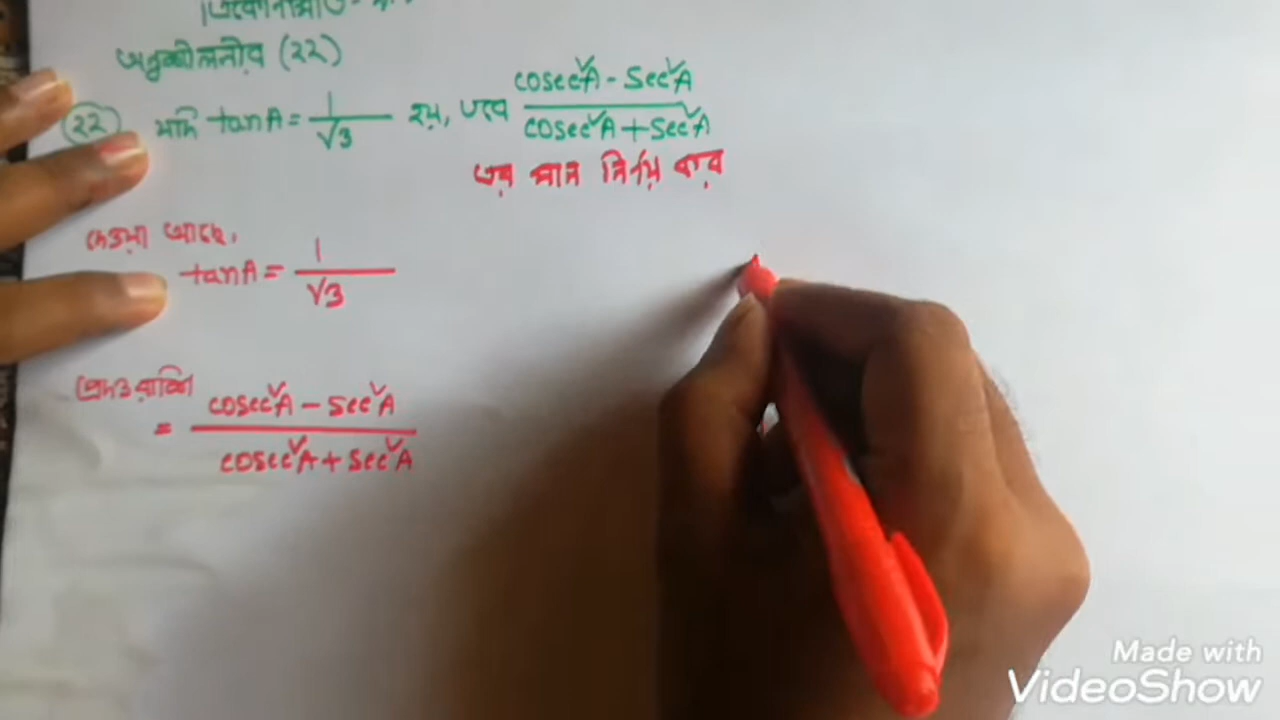 অনুশীলনীর (২২)
২২ যদি tanA = 1/√3 হয়, তবে cosec²A - Sec²A / cosec²A + Sec²A
এর মান নির্ণয় কর
দেওয়া আছে,
tanA = 1/√3
প্রদত্ত রাশি
= cosec²A - Sec²A / cosec²A + Sec²A
Made with
VideoShow